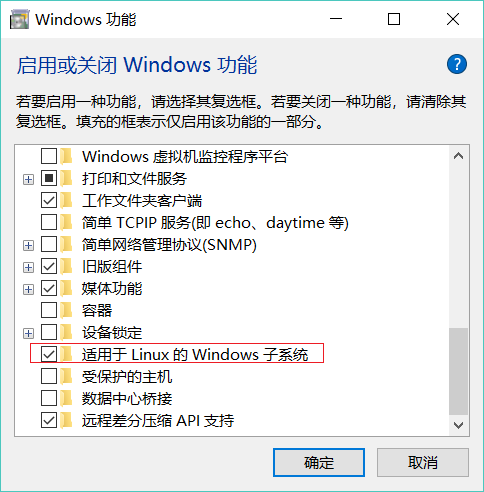 Windows 功能
启用或关闭 Windows 功能
?
若要启用一种功能，请选择其复选框。若要关闭一种功能，请清除其
复选框。填充的框表示仅启用该功能的一部分。
Windows 虚拟机监控程序平台
打印和文件服务
工作文件夹客户端
简单 TCPIP 服务(即 echo、daytime 等)
简单网络管理协议(SNMP)
旧版组件
媒体功能
容器
设备锁定
适用于 Linux 的 Windows 子系统
受保护的主机
数据中心桥接
远程差分压缩 API 支持
确定
取消